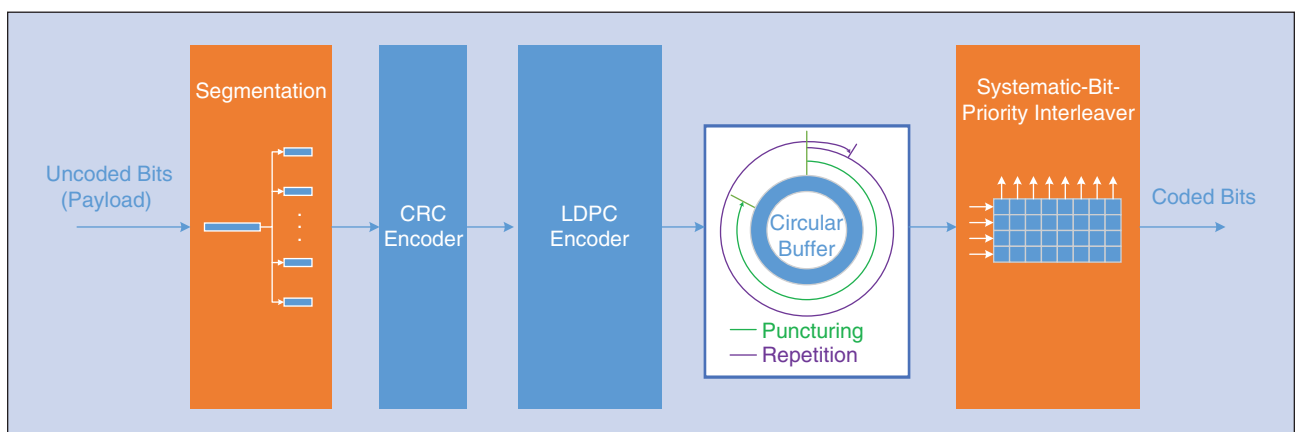 Uncoded Bits
(Payload)
Segmentation
CRC
Encoder
LDPC
Encoder
Circular
Buffer
Puncturing
Repetition
Systematic-Bit-
Priority Interleaver
Coded Bits